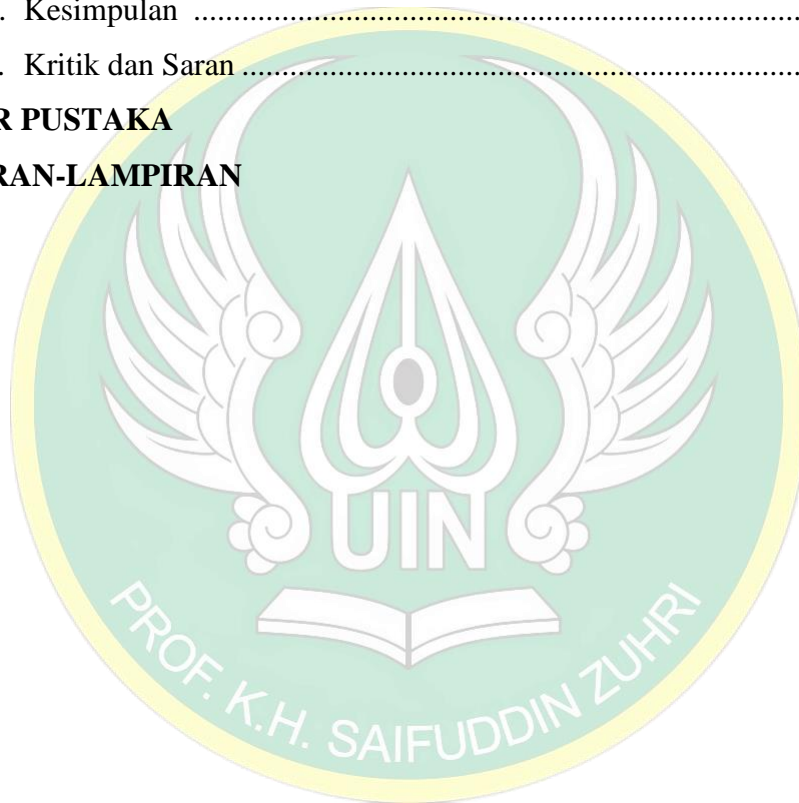 . Kesimpulan ...........................................................................
. Kritik dan Saran .....................................................................
R PUSTAKA
RAN-LAMPIRAN
UIN
PROF. K.H. SAIFUDDIN ZUHRI